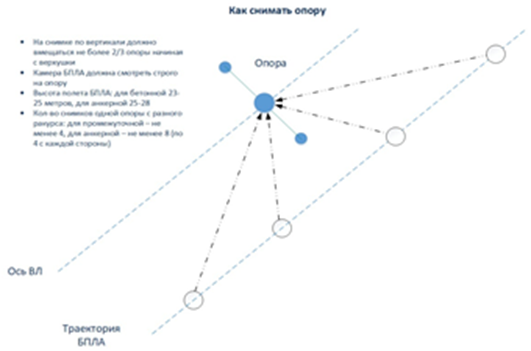 Как снимать опору
• На снимке по вертикали должно
вмещаться не более 2/3 опоры начиная
с верхушки
• Камера БПЛА должна смотреть строго
на опору
• Высота полета БПЛА: для бетонной 23-
25 метров, для анкерной 25-28
• Кол-во снимков одной опоры с разного
ракурса: для промежуточной – не
менее 4, для анкерной – не менее 8 (по
4 с каждой стороны)
Опора
Ось ВЛ
Траектория
БПЛА